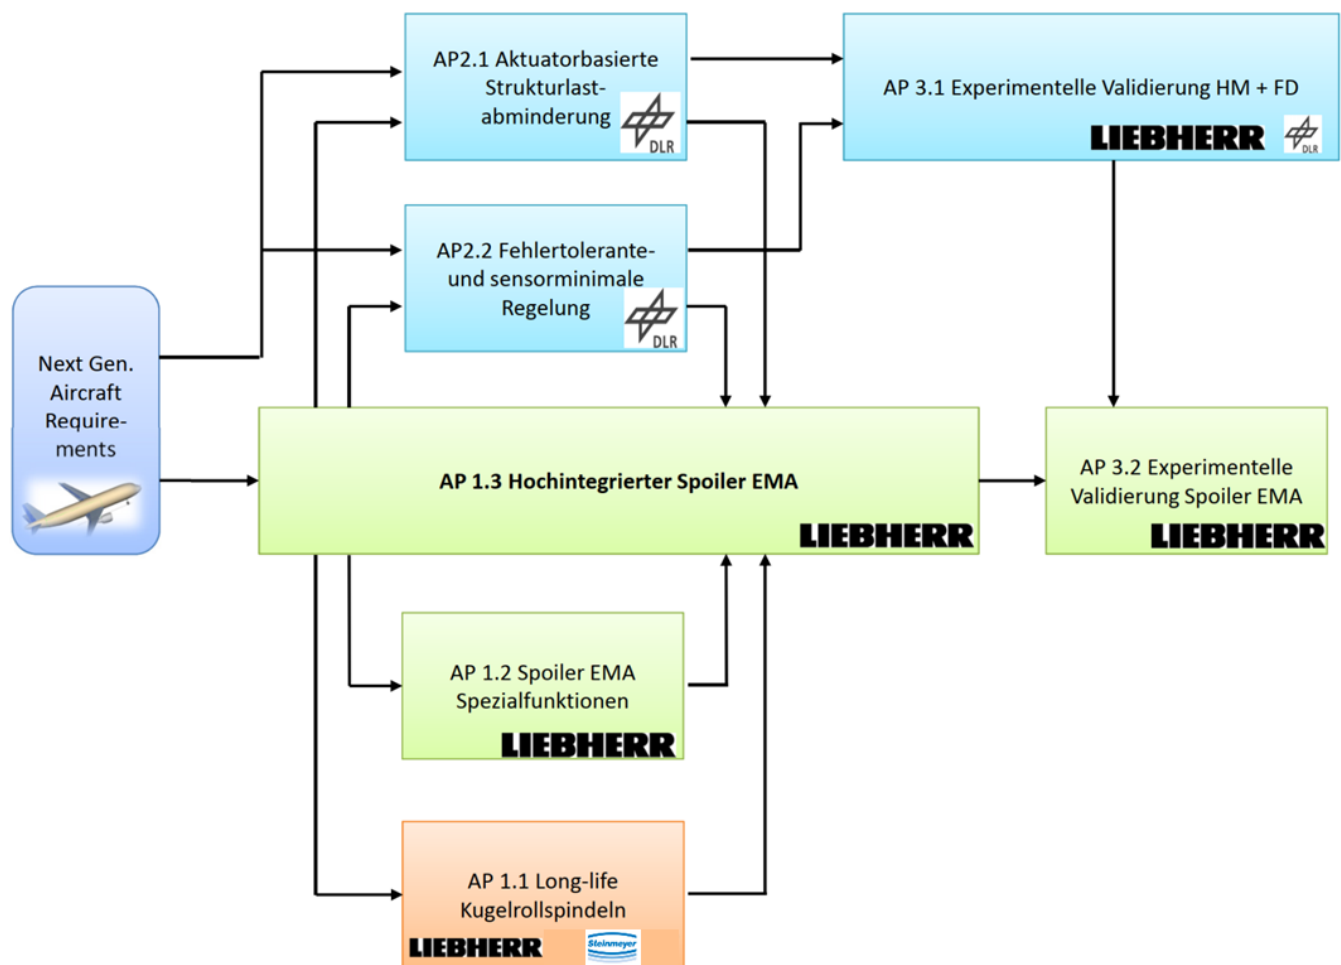 AP2.1 Aktuatorbasierte
Strukturlast-
abminderung
DLR
AP 3.1 Experimentelle Validierung HM + FD
LIEBHERR
DLR
AP2.2 Fehlertolerante-
und sensorminimale
Regelung
DLR
Next Gen.
Aircraft
Require-
ments
AP 1.3 Hochintegrierter Spoiler EMA
LIEBHERR
AP 3.2 Experimentelle
Validierung Spoiler EMA
LIEBHERR
AP 1.2 Spoiler EMA
Spezialfunktionen
LIEBHERR
AP 1.1 Long-life
Kugelrollspindeln
LIEBHERR
Steinmeyer